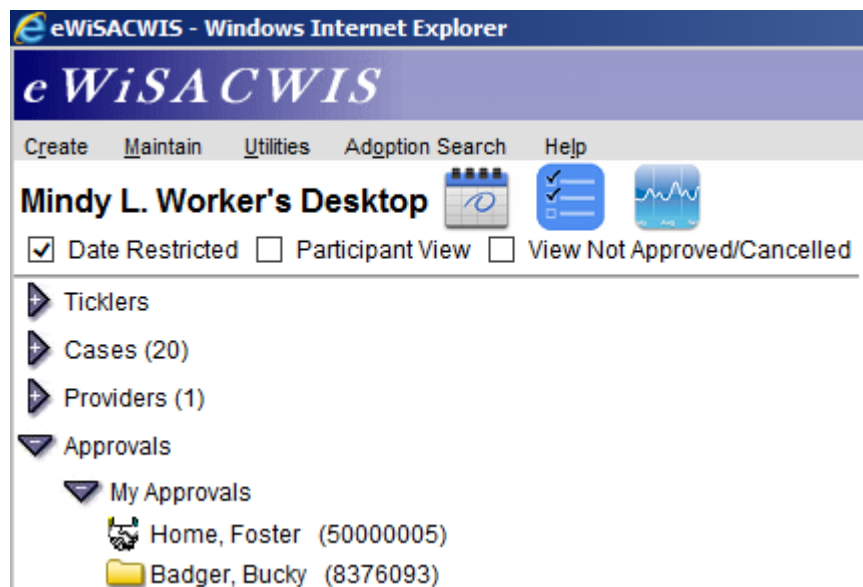 eWiSACWIS - Windows Internet Explorer
e WiSACWIS
Create Maintain Utilities Adoption Search Help
Mindy L. Worker's Desktop
Date Restricted Participant View View Not Approved/Cancelled
Ticklers
Cases (20)
Providers (1)
Approvals
My Approvals
Home, Foster (50000005)
Badger, Bucky (8376093)